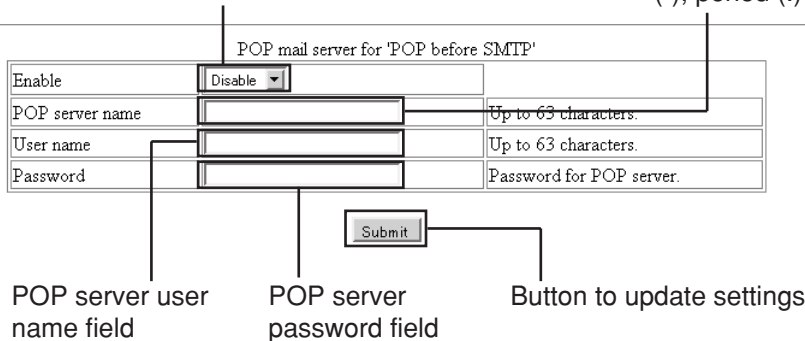 POP mail server for 'POP before SMTP'
Enable Disable
POP server name Up to 63 characters.
User name Up to 63 characters.
Password Password for POP server.
Submit
POP server user name field
POP server password field
Button to update settings